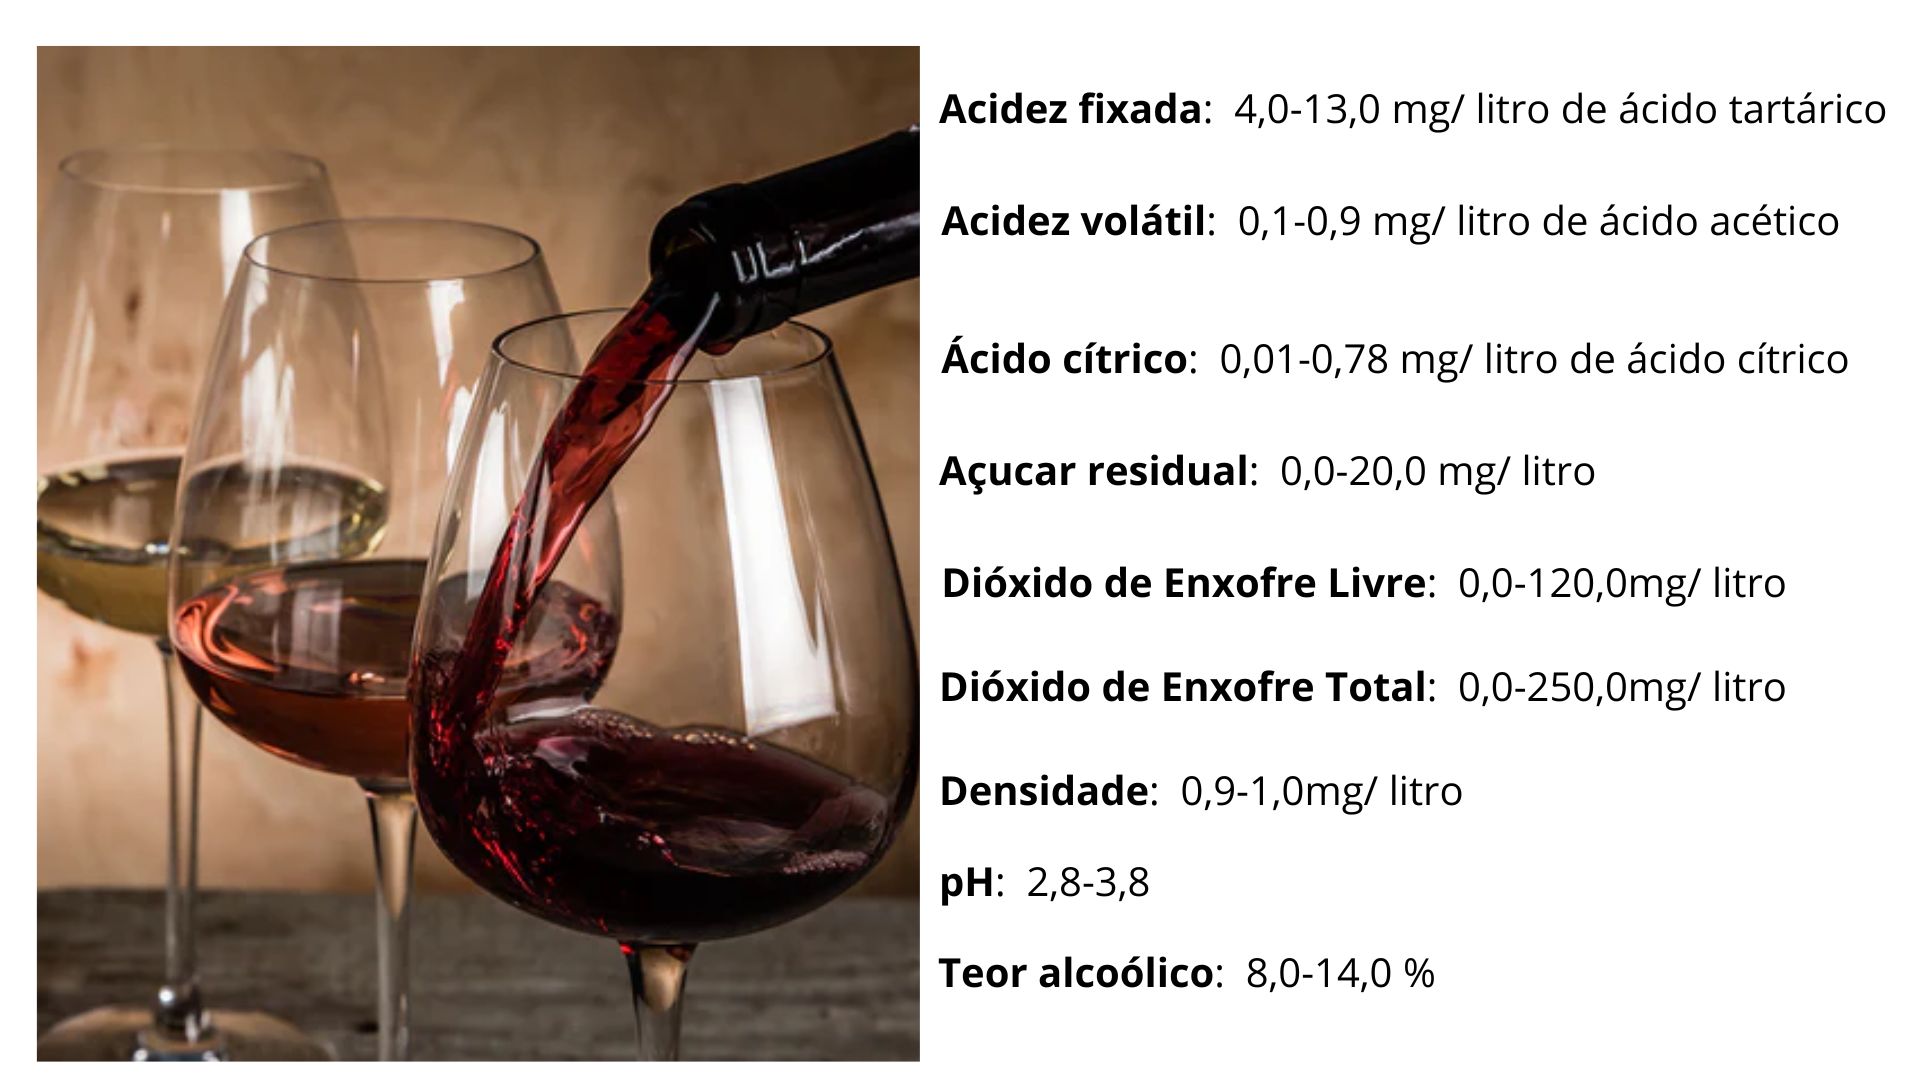 Acidez fixada: 4,0-13,0 mg/ litro de ácido tartárico
Acidez volátil: 0,1-0,9 mg/ litro de ácido acético
Ácido cítrico: 0,01-0,78 mg/ litro de ácido cítrico
Açucar residual: 0,0-20,0 mg/ litro
Dióxido de Enxofre Livre: 0,0-120,0mg/ litro
Dióxido de Enxofre Total: 0,0-250,0mg/ litro
Densidade: 0,9-1,0mg/ litro
pH: 2,8-3,8
Teor alcoólico: 8,0-14,0 %